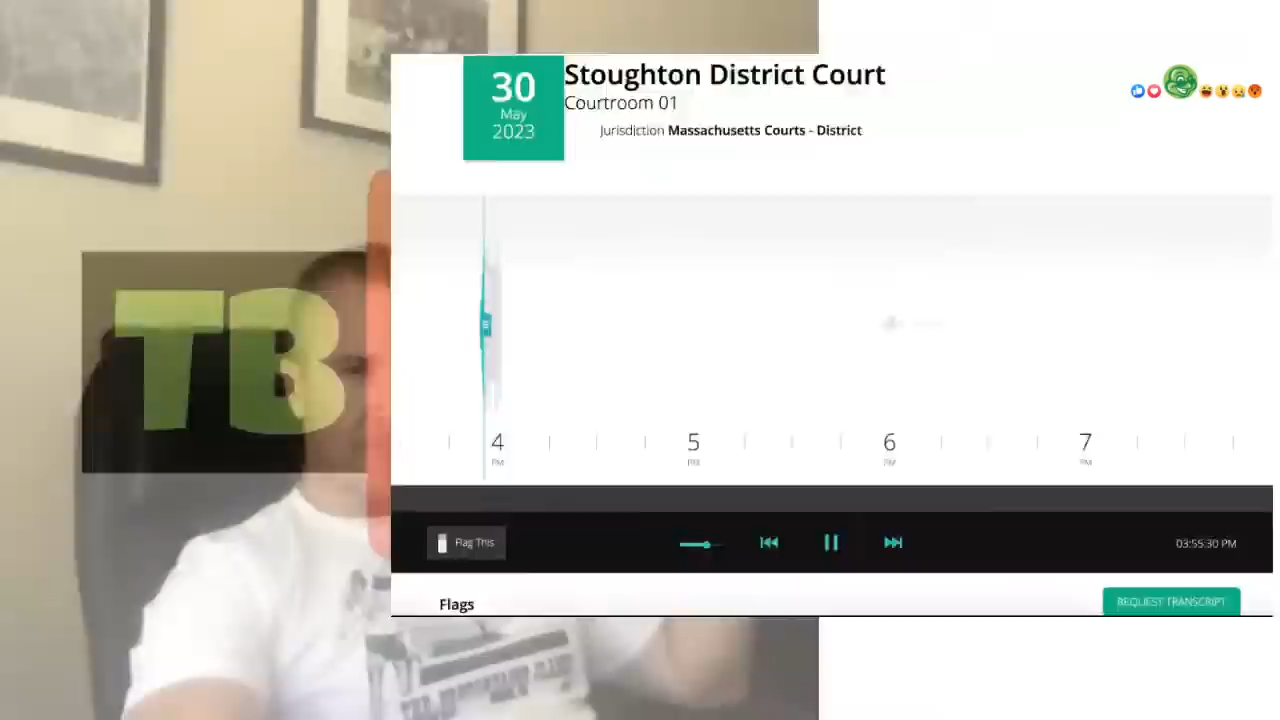 30
May
2023
Stoughton District Court
Courtroom 01
Jurisdiction Massachusetts Courts - District
TB
4 5 6 7
PM PM PM PM
Flag This
03:55:30 PM
Flags
REQUEST TRANSCRIPT